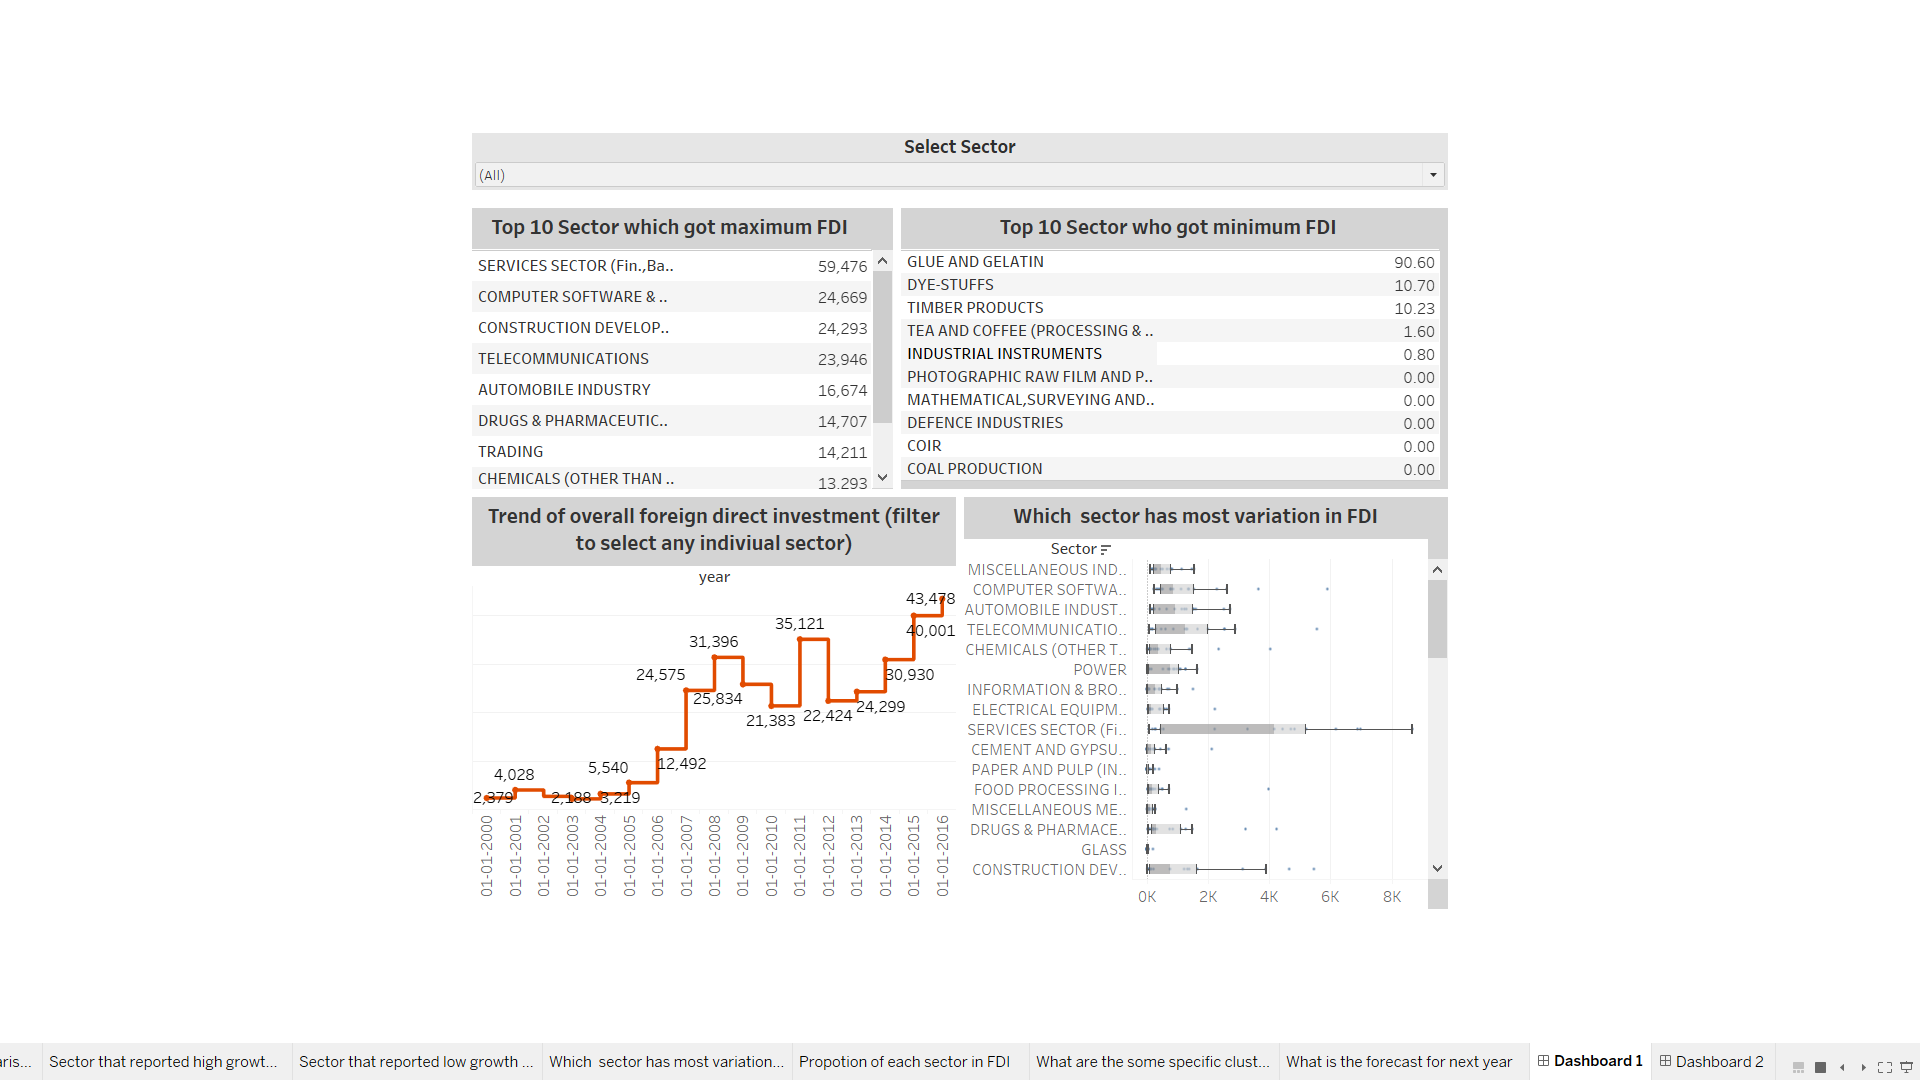 Select Sector
(All)
Top 10 Sector which got maximum FDI
SERVICES SECTOR (Fin.,Ba.. 59,476
COMPUTER SOFTWARE & .. 24,669
CONSTRUCTION DEVELOP.. 24,293
TELECOMMUNICATIONS 23,946
AUTOMOBILE INDUSTRY 16,674
DRUGS & PHARMACEUTIC.. 14,707
TRADING 14,211
CHEMICALS (OTHER THAN .. 13,293
Top 10 Sector who got minimum FDI
GLUE AND GELATIN 90.60
DYE-STUFFS 10.70
TIMBER PRODUCTS 10.23
TEA AND COFFEE (PROCESSING & .. 1.60
INDUSTRIAL INSTRUMENTS 0.80
PHOTOGRAPHIC RAW FILM AND P.. 0.00
MATHEMATICAL,SURVEYING AND.. 0.00
DEFENCE INDUSTRIES 0.00
COIR 0.00
COAL PRODUCTION 0.00
Trend of overall foreign direct investment (filter
to select any indiviual sector)
year
43,478
35,121
40,001
31,396
24,575
30,930
25,834
24,299
22,424
21,383
12,492
5,540
4,028
2,379
2,188
3,219
01-01-2000
01-01-2001
01-01-2002
01-01-2003
01-01-2004
01-01-2005
01-01-2006
01-01-2007
01-01-2008
01-01-2009
01-01-2010
01-01-2011
01-01-2012
01-01-2013
01-01-2014
01-01-2015
01-01-2016
Which  sector has most variation in FDI
Sector
MISCELLANEOUS IND..
COMPUTER SOFTWA..
AUTOMOBILE INDUST..
TELECOMMUNICATIO..
CHEMICALS (OTHER T..
POWER
INFORMATION & BRO..
ELECTRICAL EQUIPM..
SERVICES SECTOR (Fi..
CEMENT AND GYPSU..
PAPER AND PULP (IN..
FOOD PROCESSING I..
MISCELLANEOUS ME..
DRUGS & PHARMACE..
GLASS
CONSTRUCTION DEV..
0K 2K 4K 6K 8K
aris... Sector that reported high growt... Sector that reported low growth ... Which  sector has most variation... Propotion of each sector in FDI What are the some specific clust... What is the forecast for next year Dashboard 1 Dashboard 2